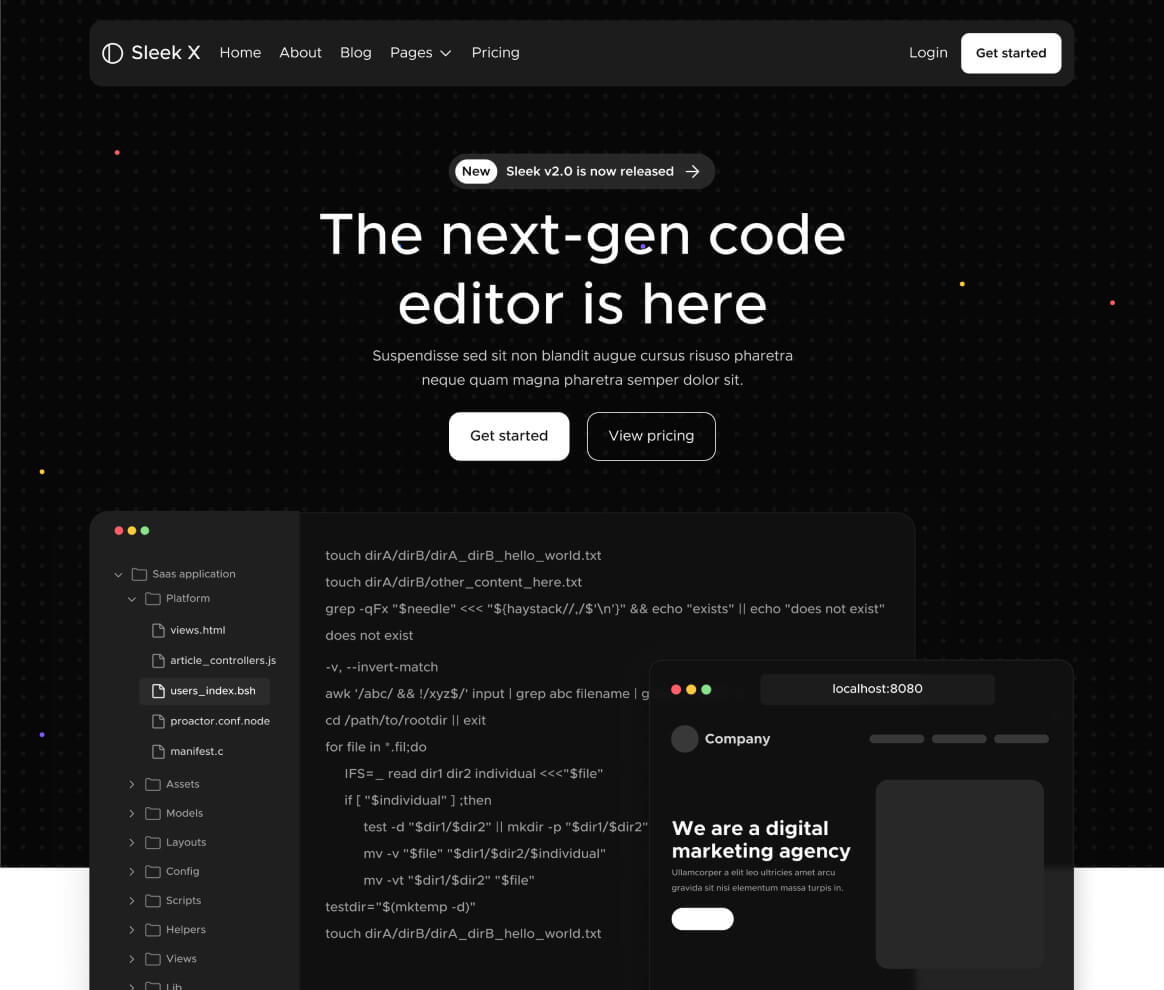 Sleek X Home About Blog Pages Pricing Login Get started
New Sleek v2.0 is now released
The next-gen code
editor is here
Suspendisse sed sit non blandit augue cursus risuso pharetra
neque quam magna pharetra semper dolor sit.
Get started View pricing
Saas application
Platform
views.html
article_controllers.js
users_index.bsh
proactor.conf.node
manifest.c
Assets
Models
Layouts
Config
Scripts
Helpers
Views
Lib
touch dirA/dirB/dirA_dirB_hello_world.txt
touch dirA/dirB/other_content_here.txt
grep -qFx "$needle" <<< "${haystack//,/$'\n'}" && echo "exists" || echo "does not exist"
does not exist
-v, --invert-match
awk '/abc/ && !/xyz$/' input | grep abc filename | g
cd /path/to/rootdir || exit
for file in *.fil;do
IFS=_ read dir1 dir2 individual <<<"$file"
if [ "$individual" ] ;then
test -d "$dir1/$dir2" || mkdir -p "$dir1/$dir2"
mv -v "$file" "$dir1/$dir2/$individual"
mv -vt "$dir1/$dir2" "$file"
testdir="$(mktemp -d)"
touch dirA/dirB/dirA_dirB_hello_world.txt
localhost:8080
Company
We are a digital
marketing agency
Ullamcorper a elit leo ultricies amet arcu
gravida sit nisi elementum massa turpis in.